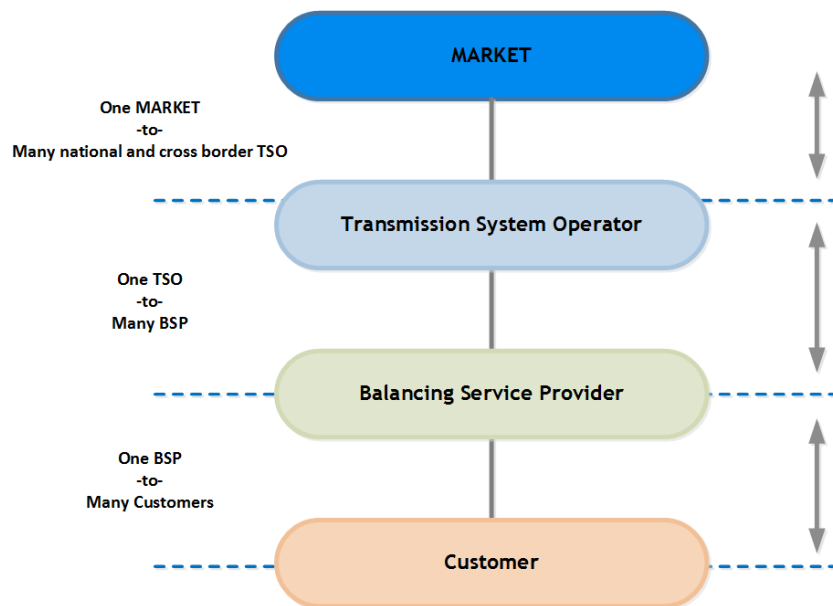 MARKET
One MARKET
-to-
Many national and cross border TSO
Transmission System Operator
One TSO
-to-
Many BSP
Balancing Service Provider
One BSP
-to-
Many Customers
Customer